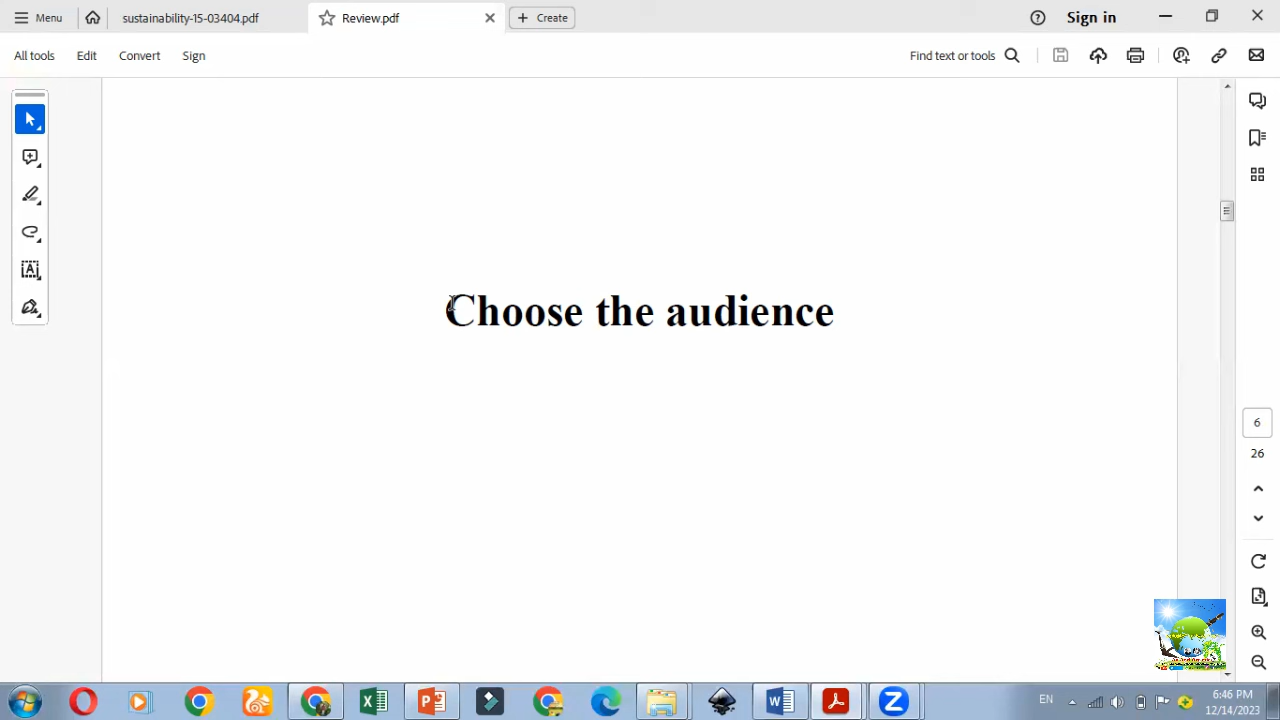 Menu
sustainability-15-03404.pdf
Review.pdf
Create
Sign in
All tools
Edit
Convert
Sign
Find text or tools
Choose the audience
6
26
EN
6:46 PM
12/14/2023